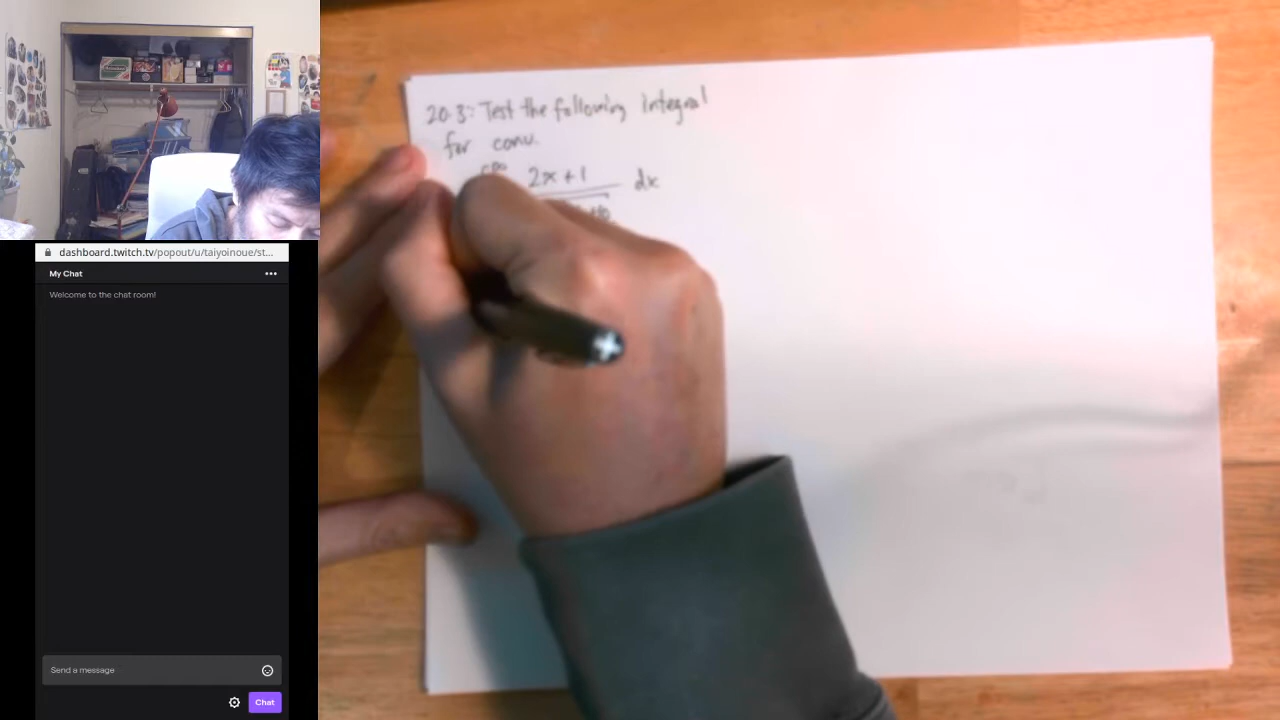 dashboard.twitch.tv/popout/u/taiyoinoue/st...
My Chat
Welcome to the chat room!
Send a message
Chat
20.3: Test the following integral
for conv.
2x+1 dx